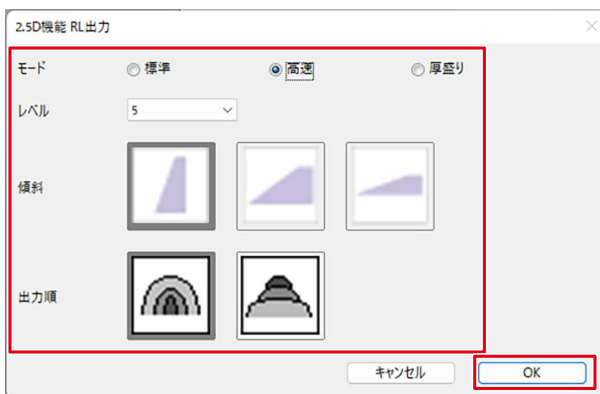 2.5D機能 RL出力
モード 標準 高速 厚盛り
レベル 5
傾斜
出力順
キャンセル OK